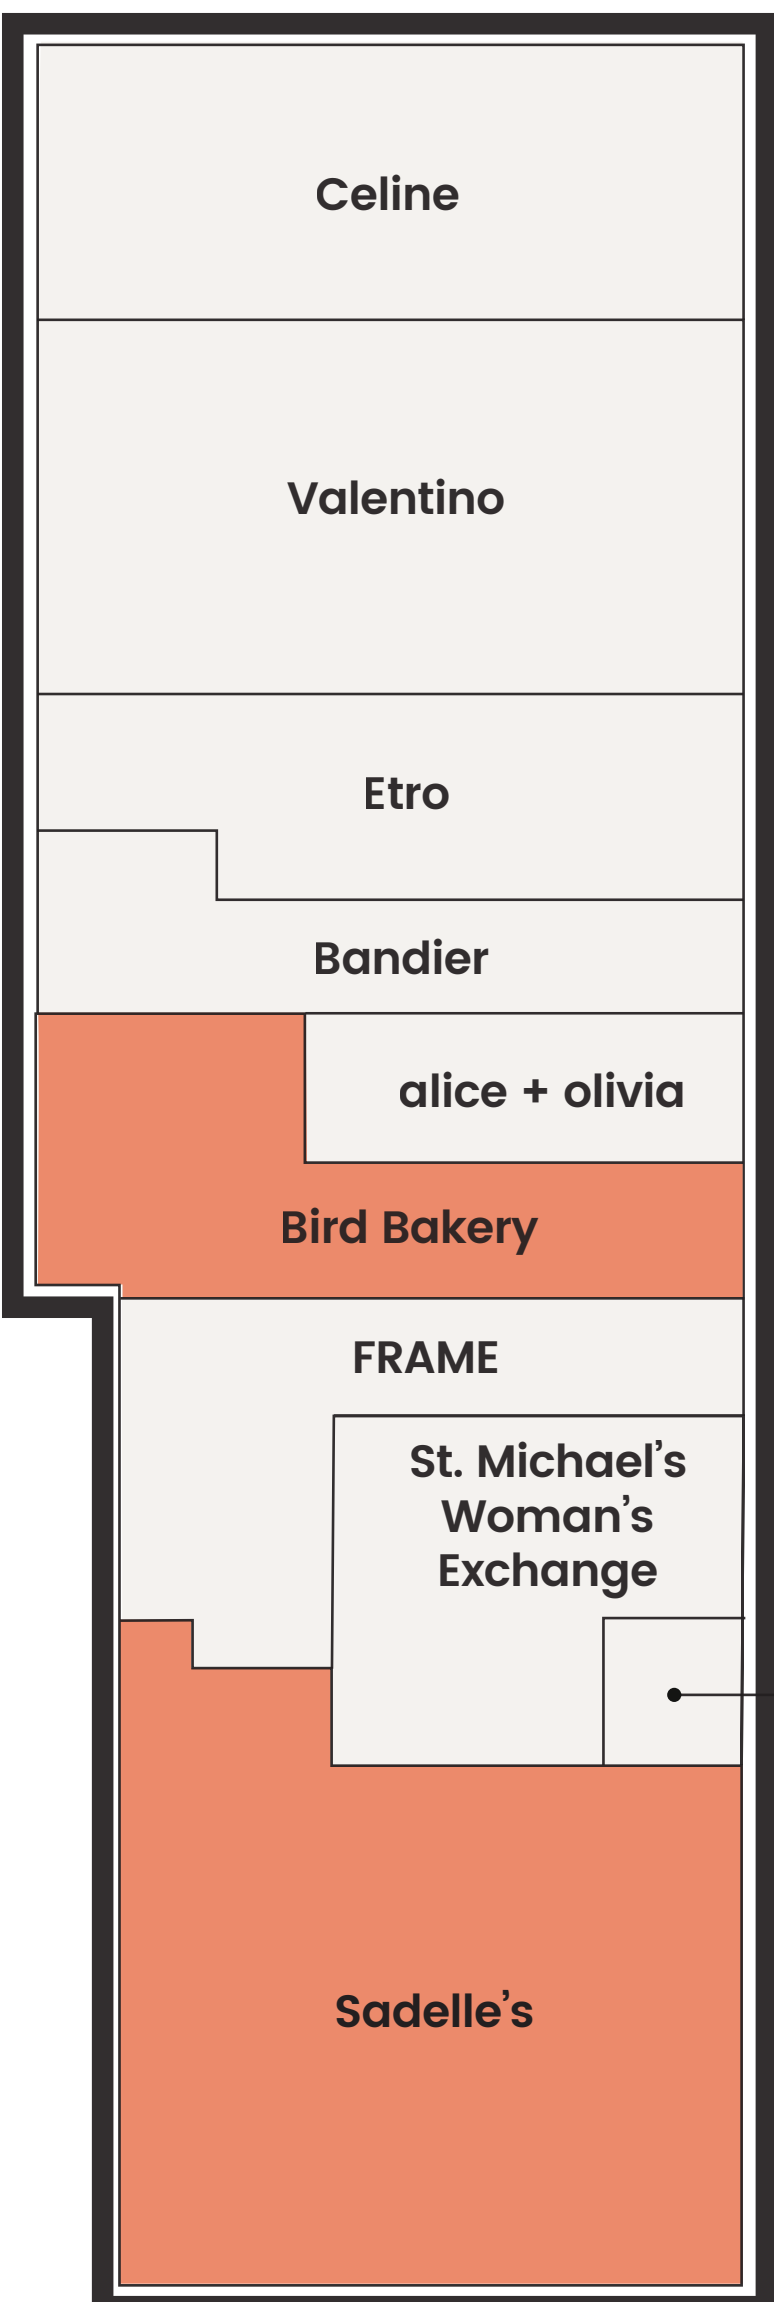 Celine
Valentino
Etro
Bandier
alice + olivia
Bird Bakery
FRAME
St. Michael’s
Woman’s
Exchange
Sadelle’s